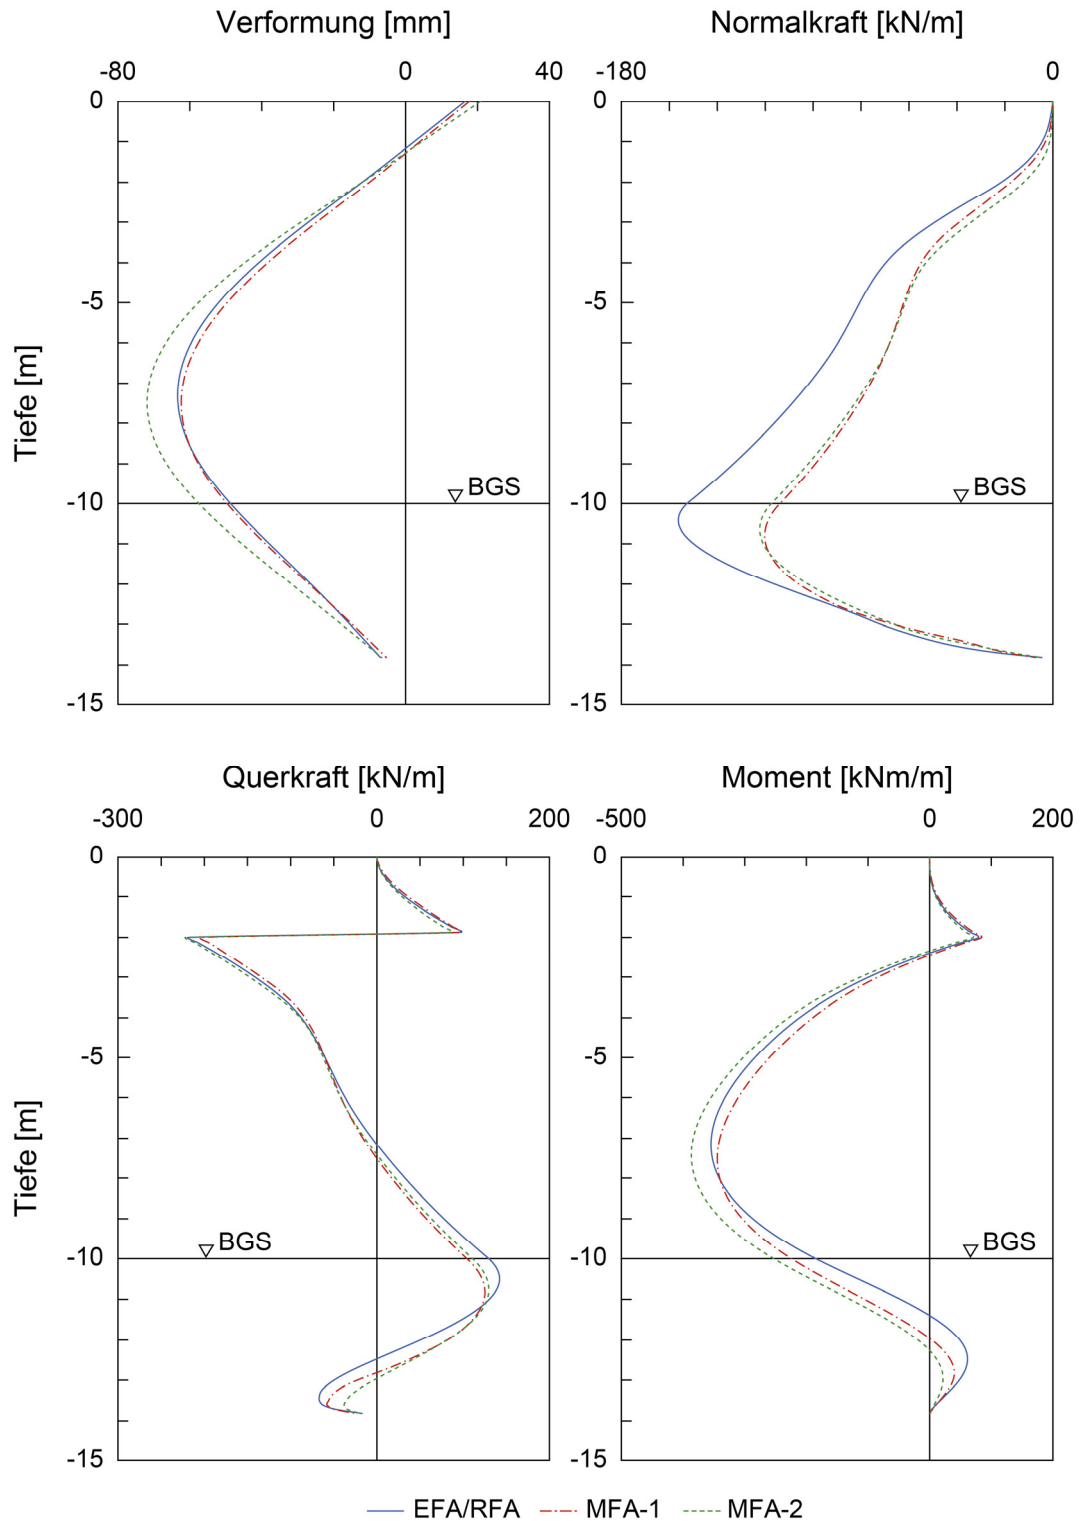 Verformung [mm] Normalkraft [kN/m]
-80 0 40 -180 0
0 0
-5 -5
Tiefe [m]
BGS BGS
-10 -10
-15 -15
Querkraft [kN/m] Moment [kNm/m]
-300 0 200 -500 0 200
0 0
-5 -5
Tiefe [m]
BGS BGS
-10 -10
-15 -15
EFA/RFA MFA-1 MFA-2